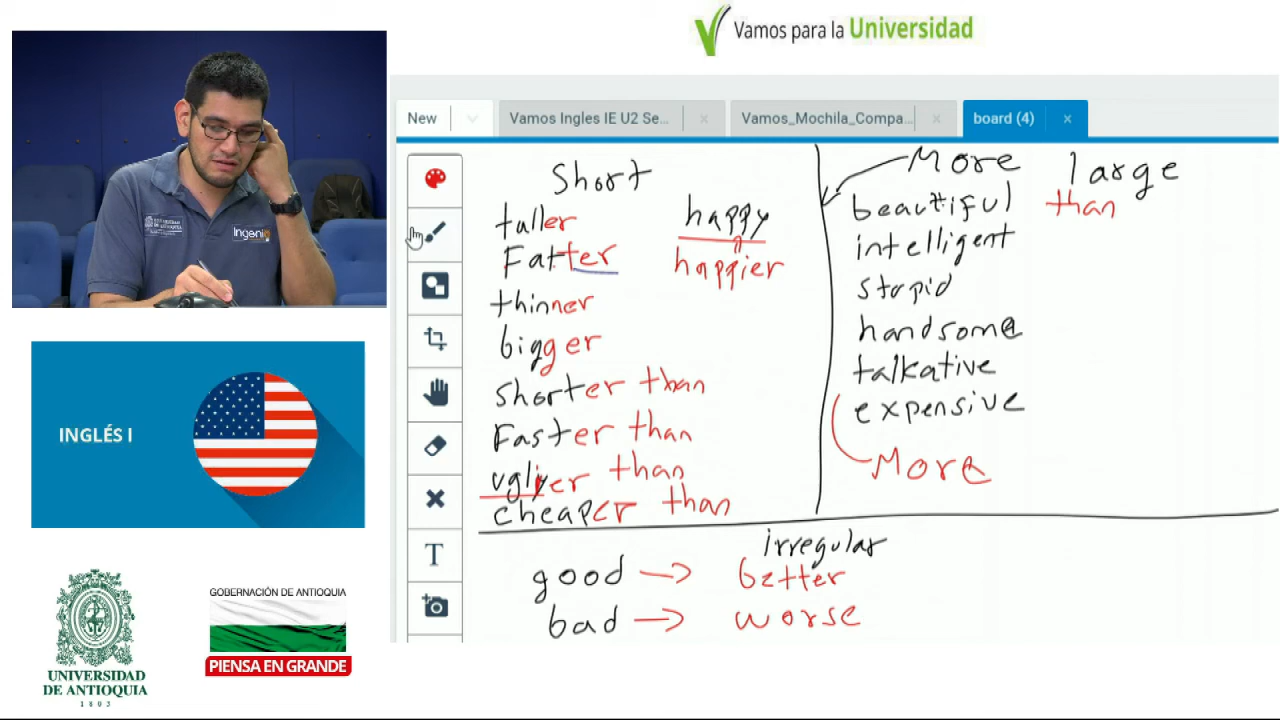 Vamos para la Universidad
New
Vamos Ingles IE U2 Se...
Vamos_Mochila_Compa...
board (4)
Short
taller
Fatter
thinner
bigger
shorter than
Faster than
uglyier than
cheaper than
happy
happier
More
large
beautiful
than
intelligent
stupid
handsome
talkative
expensive
More
irregular
good → better
bad → worse
ingeni
INGLÉS I
UNIVERSIDAD
DE ANTIOQUIA
1803
GOBERNACIÓN DE ANTIOQUIA
PIENSA EN GRANDE